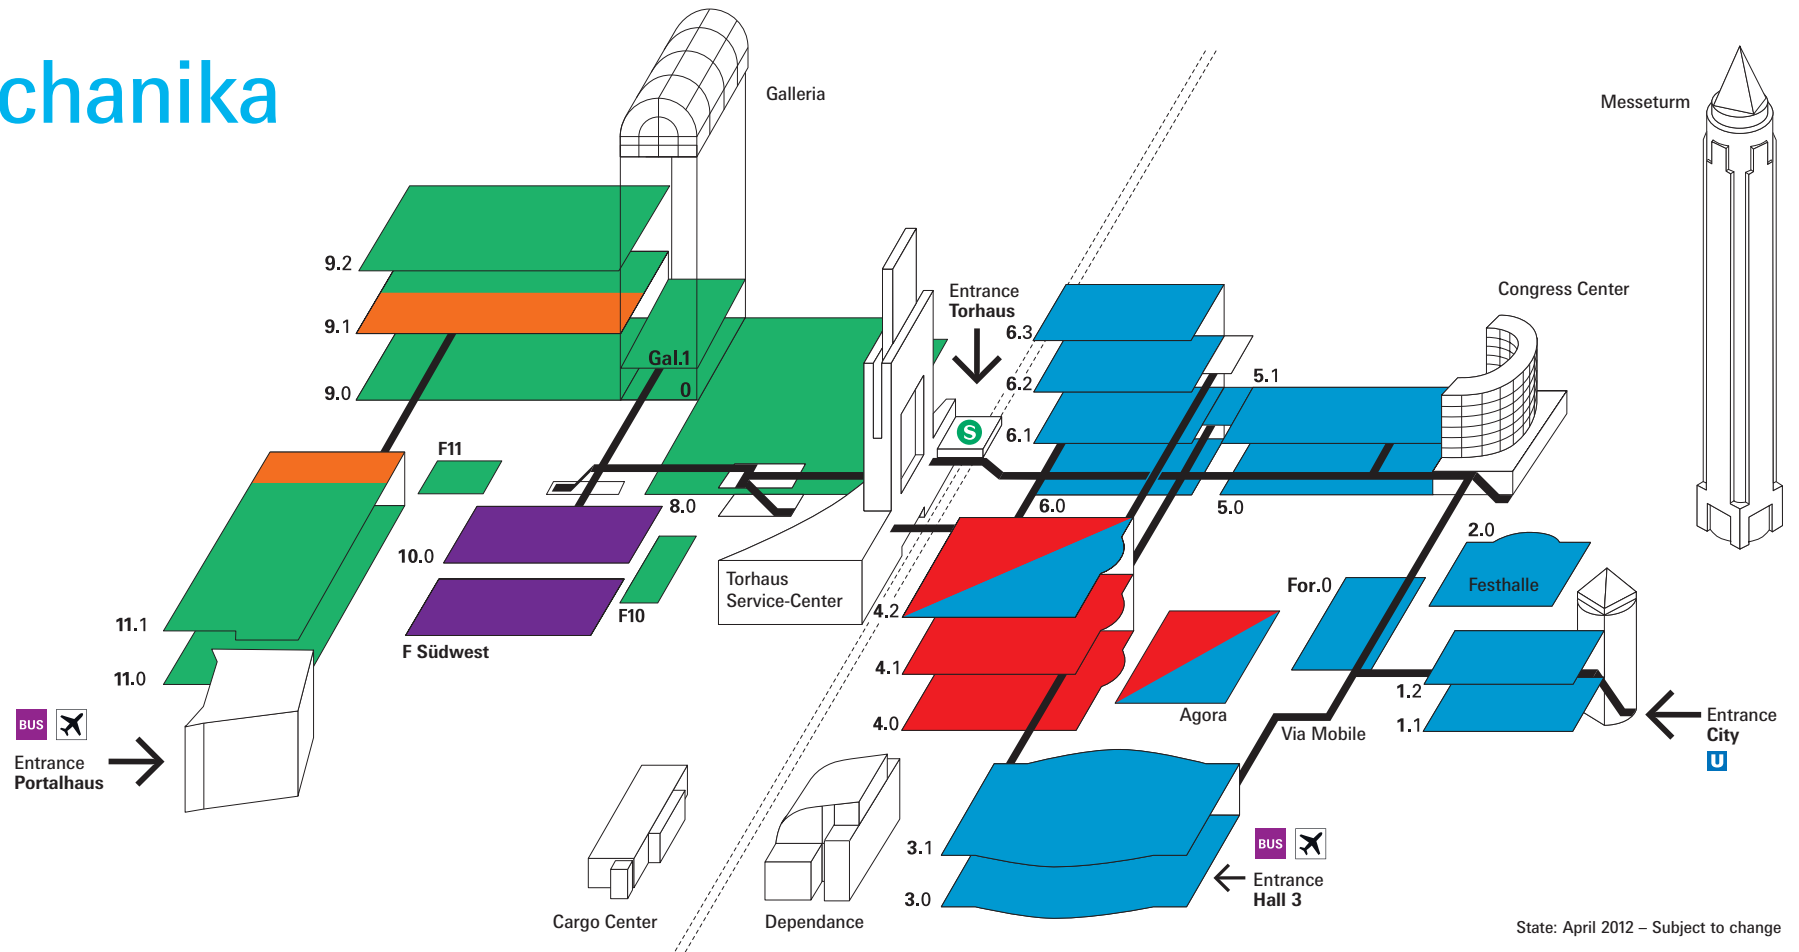 chanika
Galleria
Messeturm
9.2
Entrance
Torhaus
Congress Center
9.1
6.3
Gal.1
0
9.0
6.2
5.1
S
6.1
F11
8.0
6.0
5.0
10.0
2.0
Torhaus
Service-Center
For.0
Festhalle
F10
4.2
11.1
F Südwest
4.1
11.0
1.2
Agora
4.0
Via Mobile
1.1
Entrance
City
U
BUS
Entrance
Portalhaus
3.1
BUS
Entrance
Hall 3
3.0
Cargo Center
Dependance
State: April 2012 – Subject to change